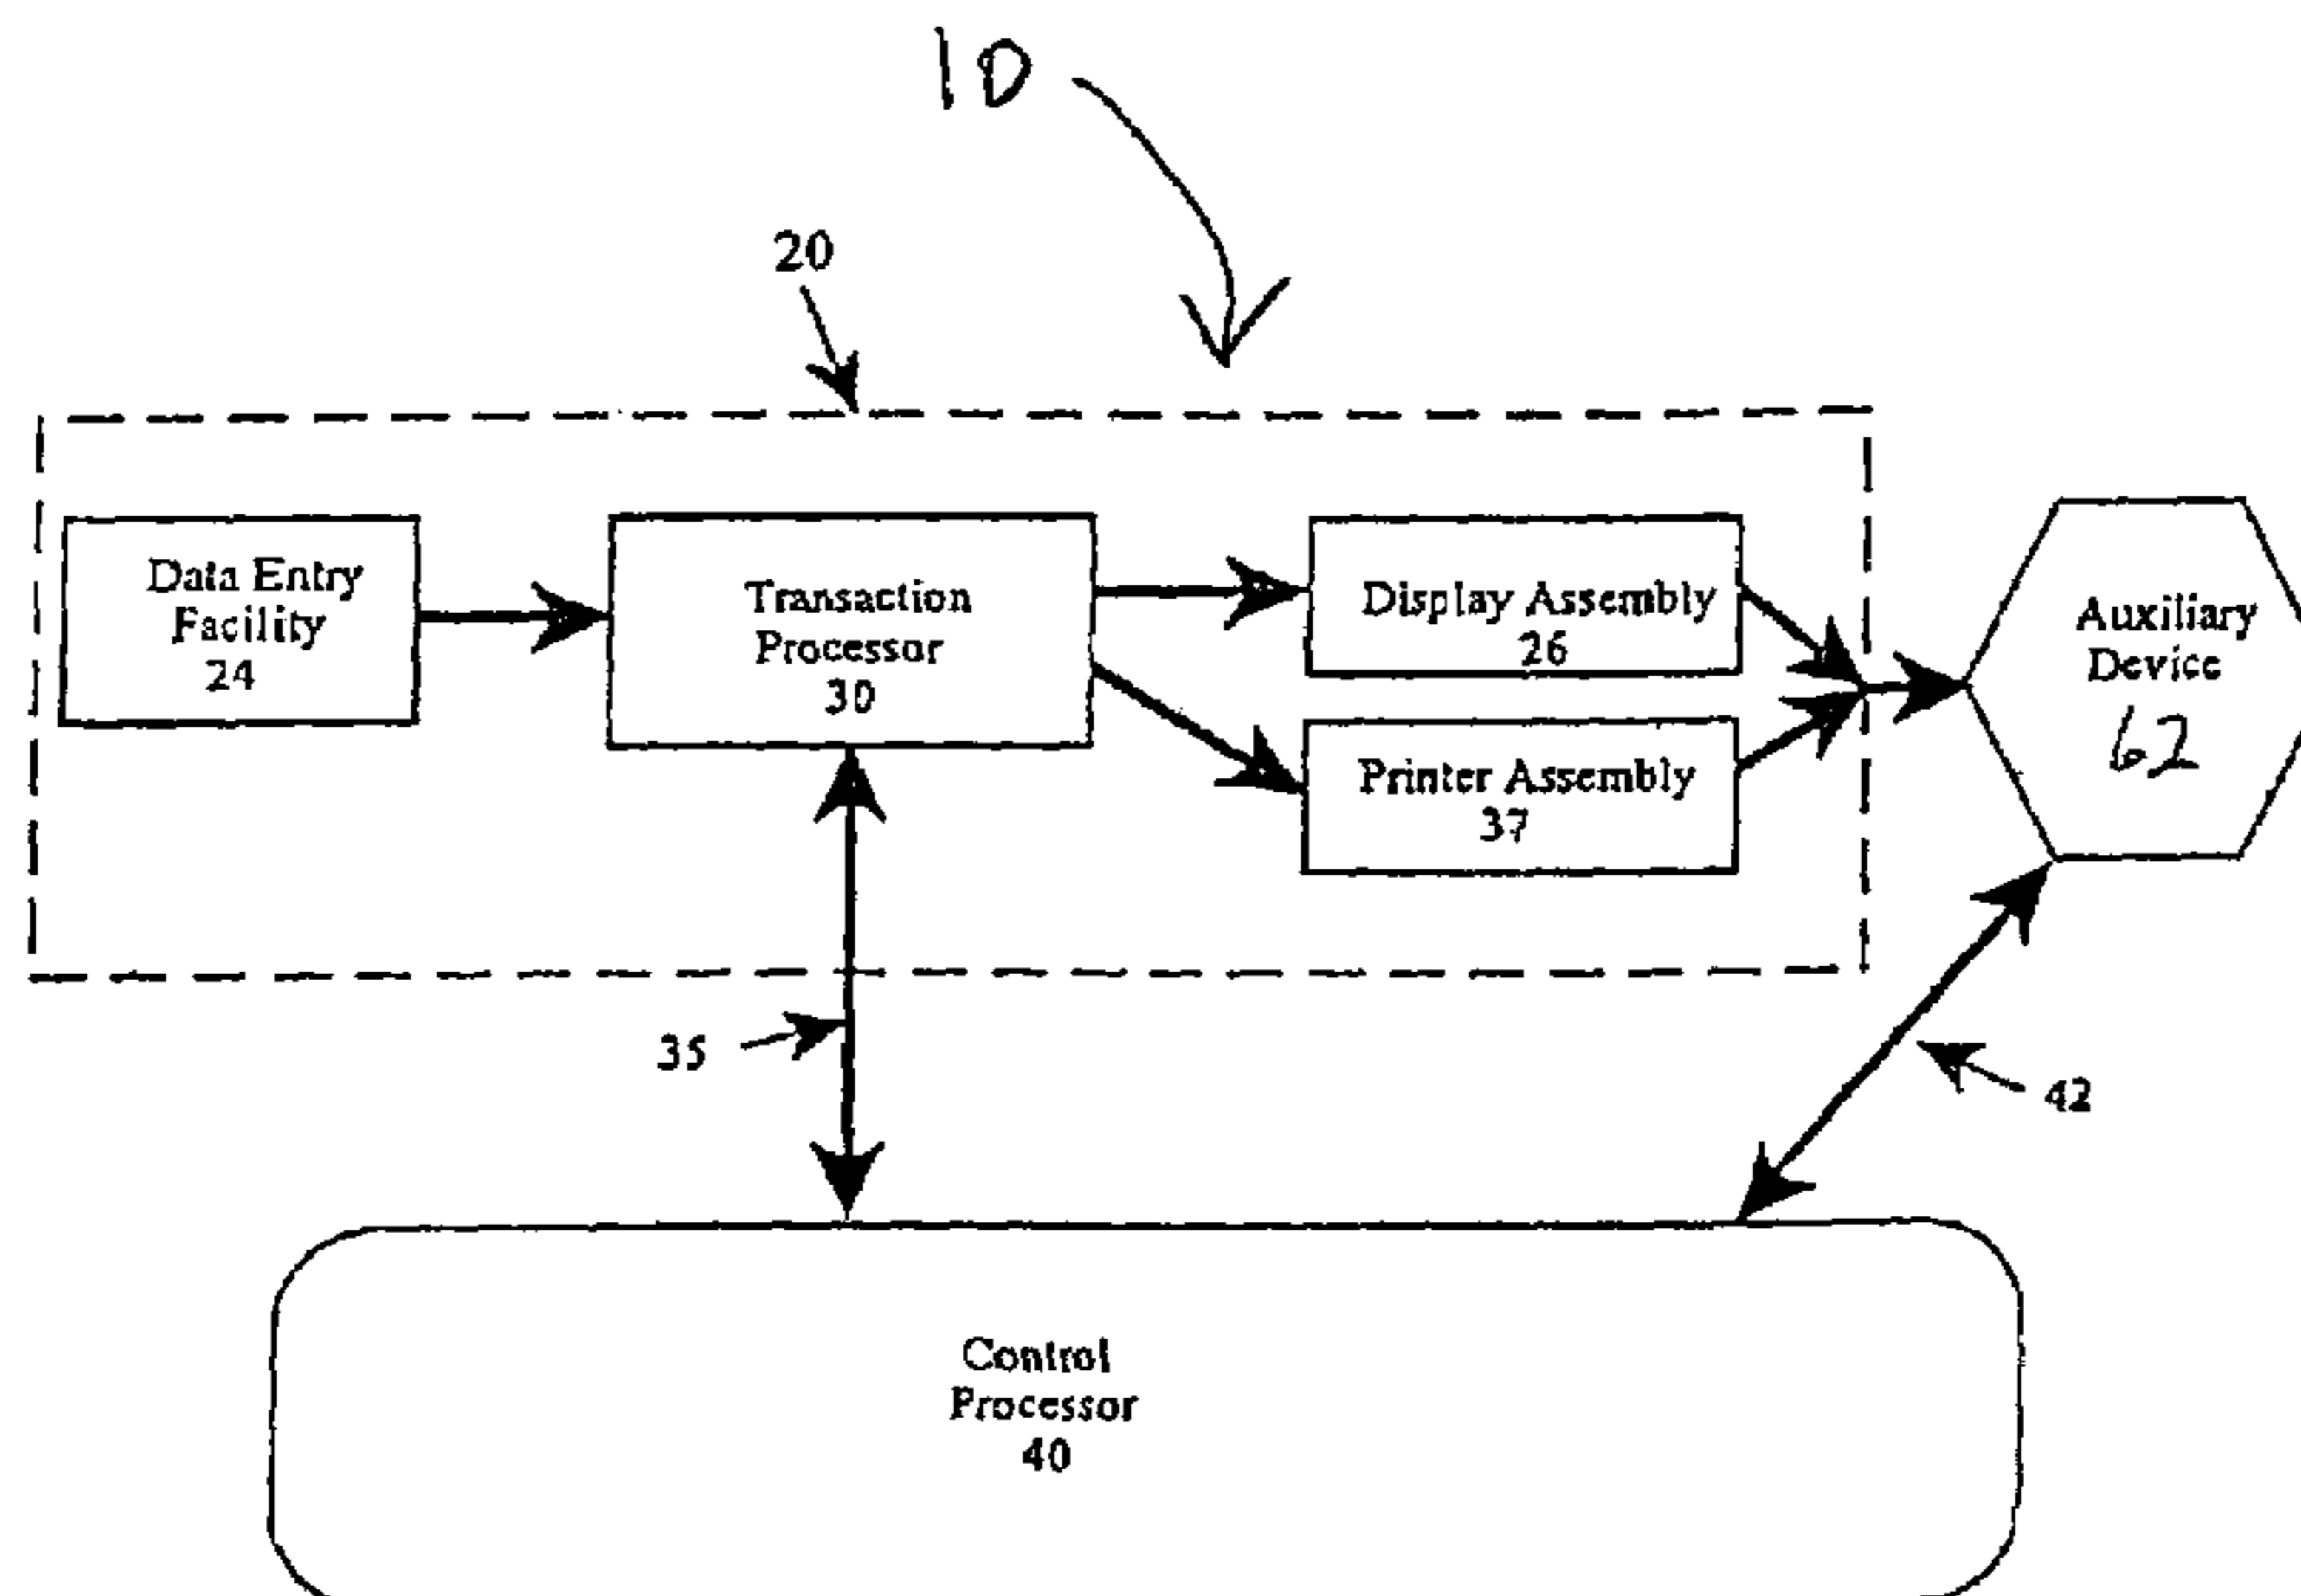 10
20
Data Entry
Facility
24
Transaction
Processor
30
Display Assembly
26
Printer Assembly
37
Auxiliary
Device
62
35
42
Control
Processor
40